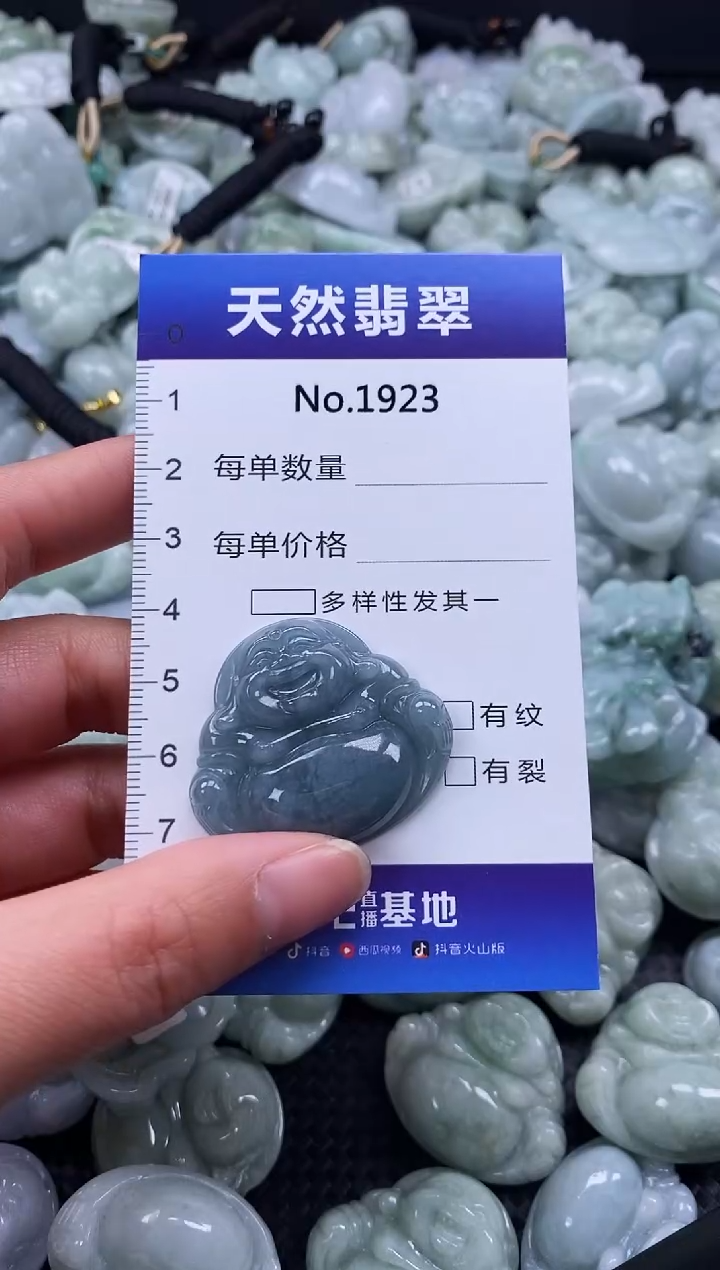 天然翡翠
0
No.1923
1
2
每单数量
3
每单价格
4
多样性发其一
5
有纹
6
有裂
7
直播基地
抖音 西瓜视频 抖音火山版